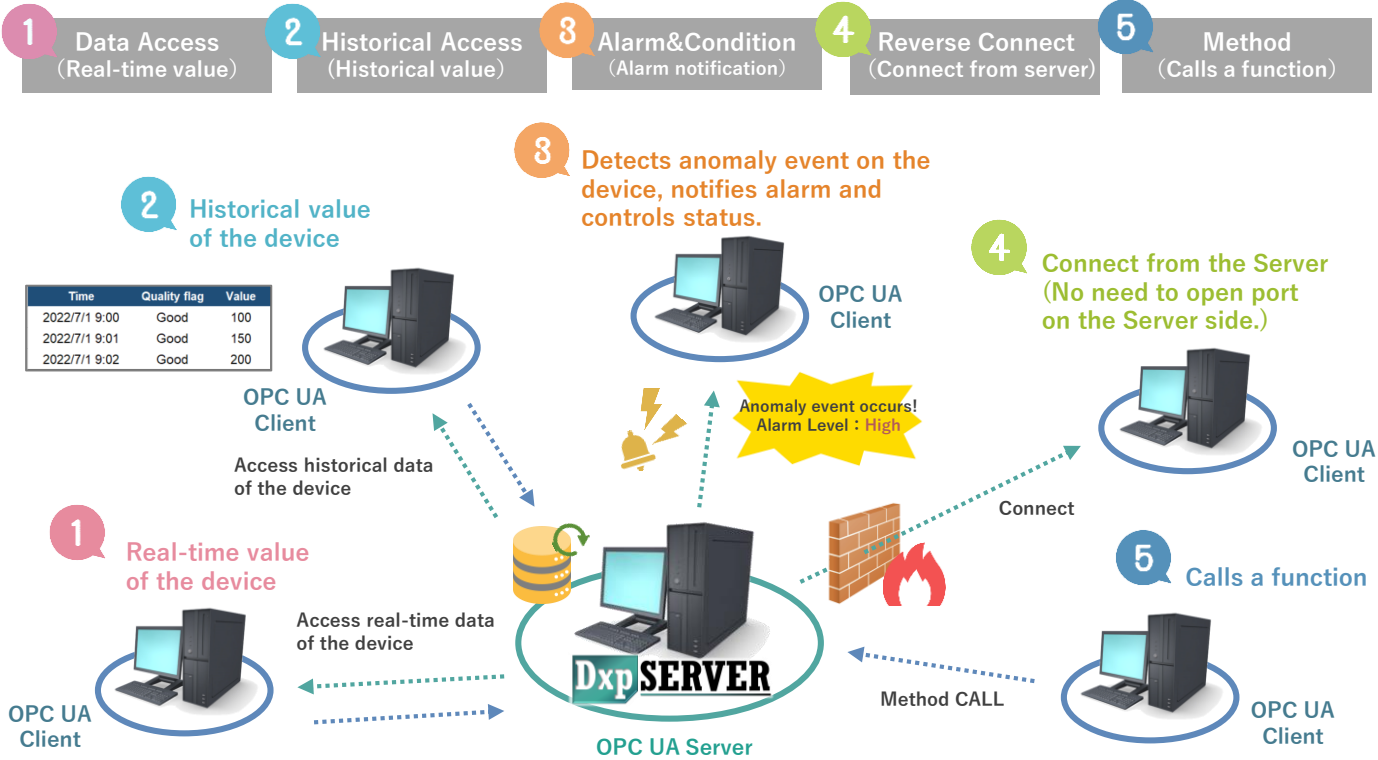 1
Data Access
(Real-time value)
2
Historical Access
(Historical value)
3
Alarm&Condition
(Alarm notification)
4
Reverse Connect
(Connect from server)
5
Method
(Calls a function)
3
Detects anomaly event on the
device, notifies alarm and
controls status.
2
Historical value
of the device
4
Connect from the Server
(No need to open port
on the Server side.)
Time Quality flag Value
2022/7/1 9:00 Good 100
2022/7/1 9:01 Good 150
2022/7/1 9:02 Good 200
OPC UA
Client
OPC UA
Client
Anomaly event occurs!
Alarm Level : High
OPC UA
Client
Access historical data
of the device
Connect
1
Real-time value
of the device
5
Calls a function
Access real-time data
of the device
Dxp SERVER
Method CALL
OPC UA
Client
OPC UA Server
OPC UA
Client